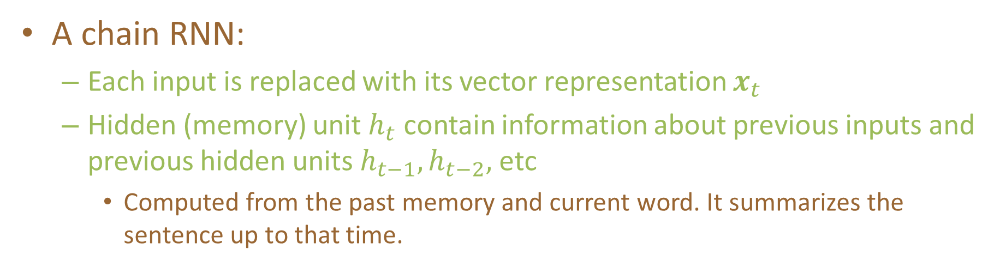 • A chain RNN:
– Each input is replaced with its vector representation 𝒙ₜ
– Hidden (memory) unit ℎₜ contain information about previous inputs and
previous hidden units ℎₜ₋₁, ℎₜ₋₂, etc
• Computed from the past memory and current word. It summarizes the
sentence up to that time.